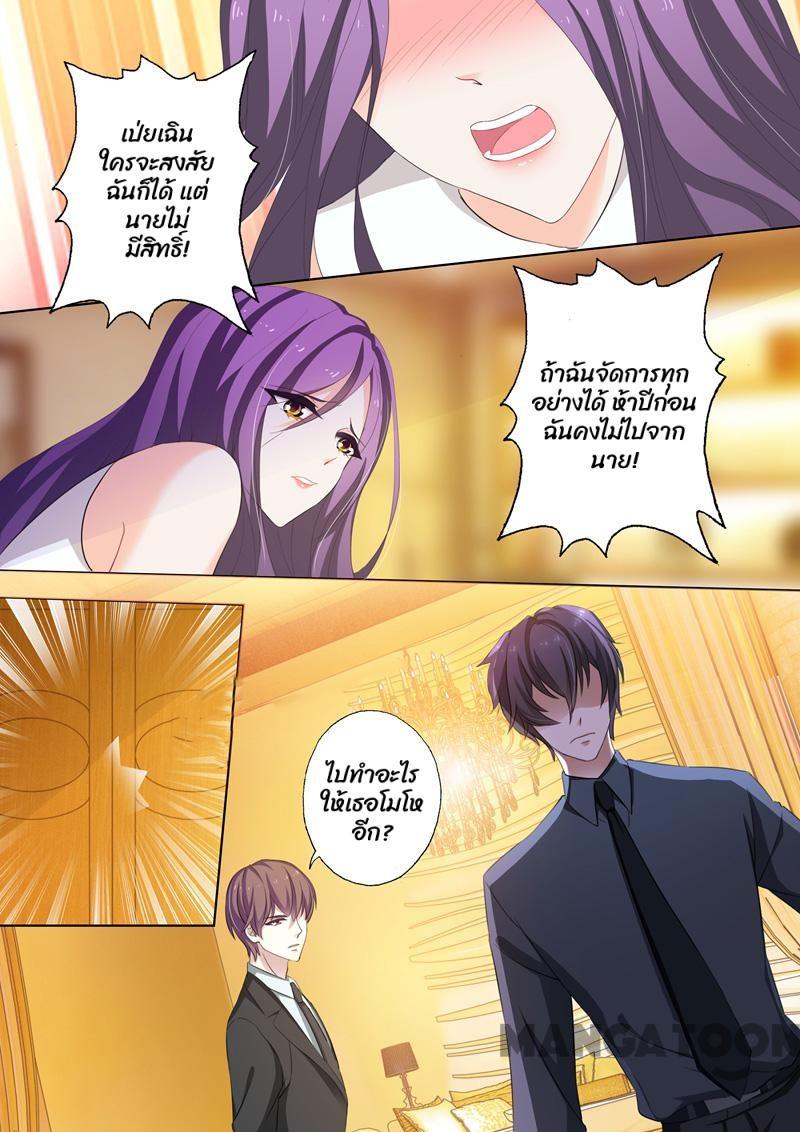 เป่ยเฉิน
ใครจะสงสัย
ฉันก็ได้ แต่
นายไม่
มีสิทธิ์!
ถ้าฉันจัดการทุก
อย่างได้ ห้าปีก่อน
ฉันคงไม่ไปจาก
นาย!
ไปทำอะไร
ให้เธอโมโห
อีก?
MANGATOON